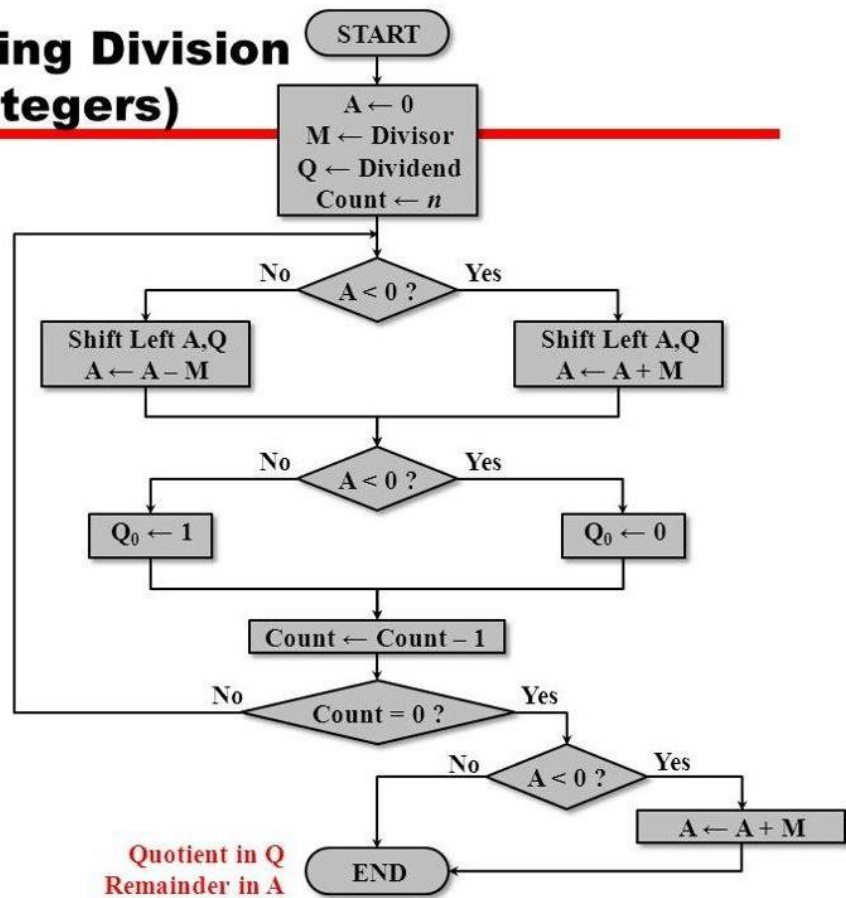 ing Division
tegers)
START
A ← 0
M ← Divisor
Q ← Dividend
Count ← n
No
A < 0 ?
Yes
Shift Left A,Q
A ← A – M
Shift Left A,Q
A ← A + M
No
A < 0 ?
Yes
Q₀ ← 1
Q₀ ← 0
Count ← Count – 1
No
Count = 0 ?
Yes
No
A < 0 ?
Yes
A ← A + M
Quotient in Q
Remainder in A
END